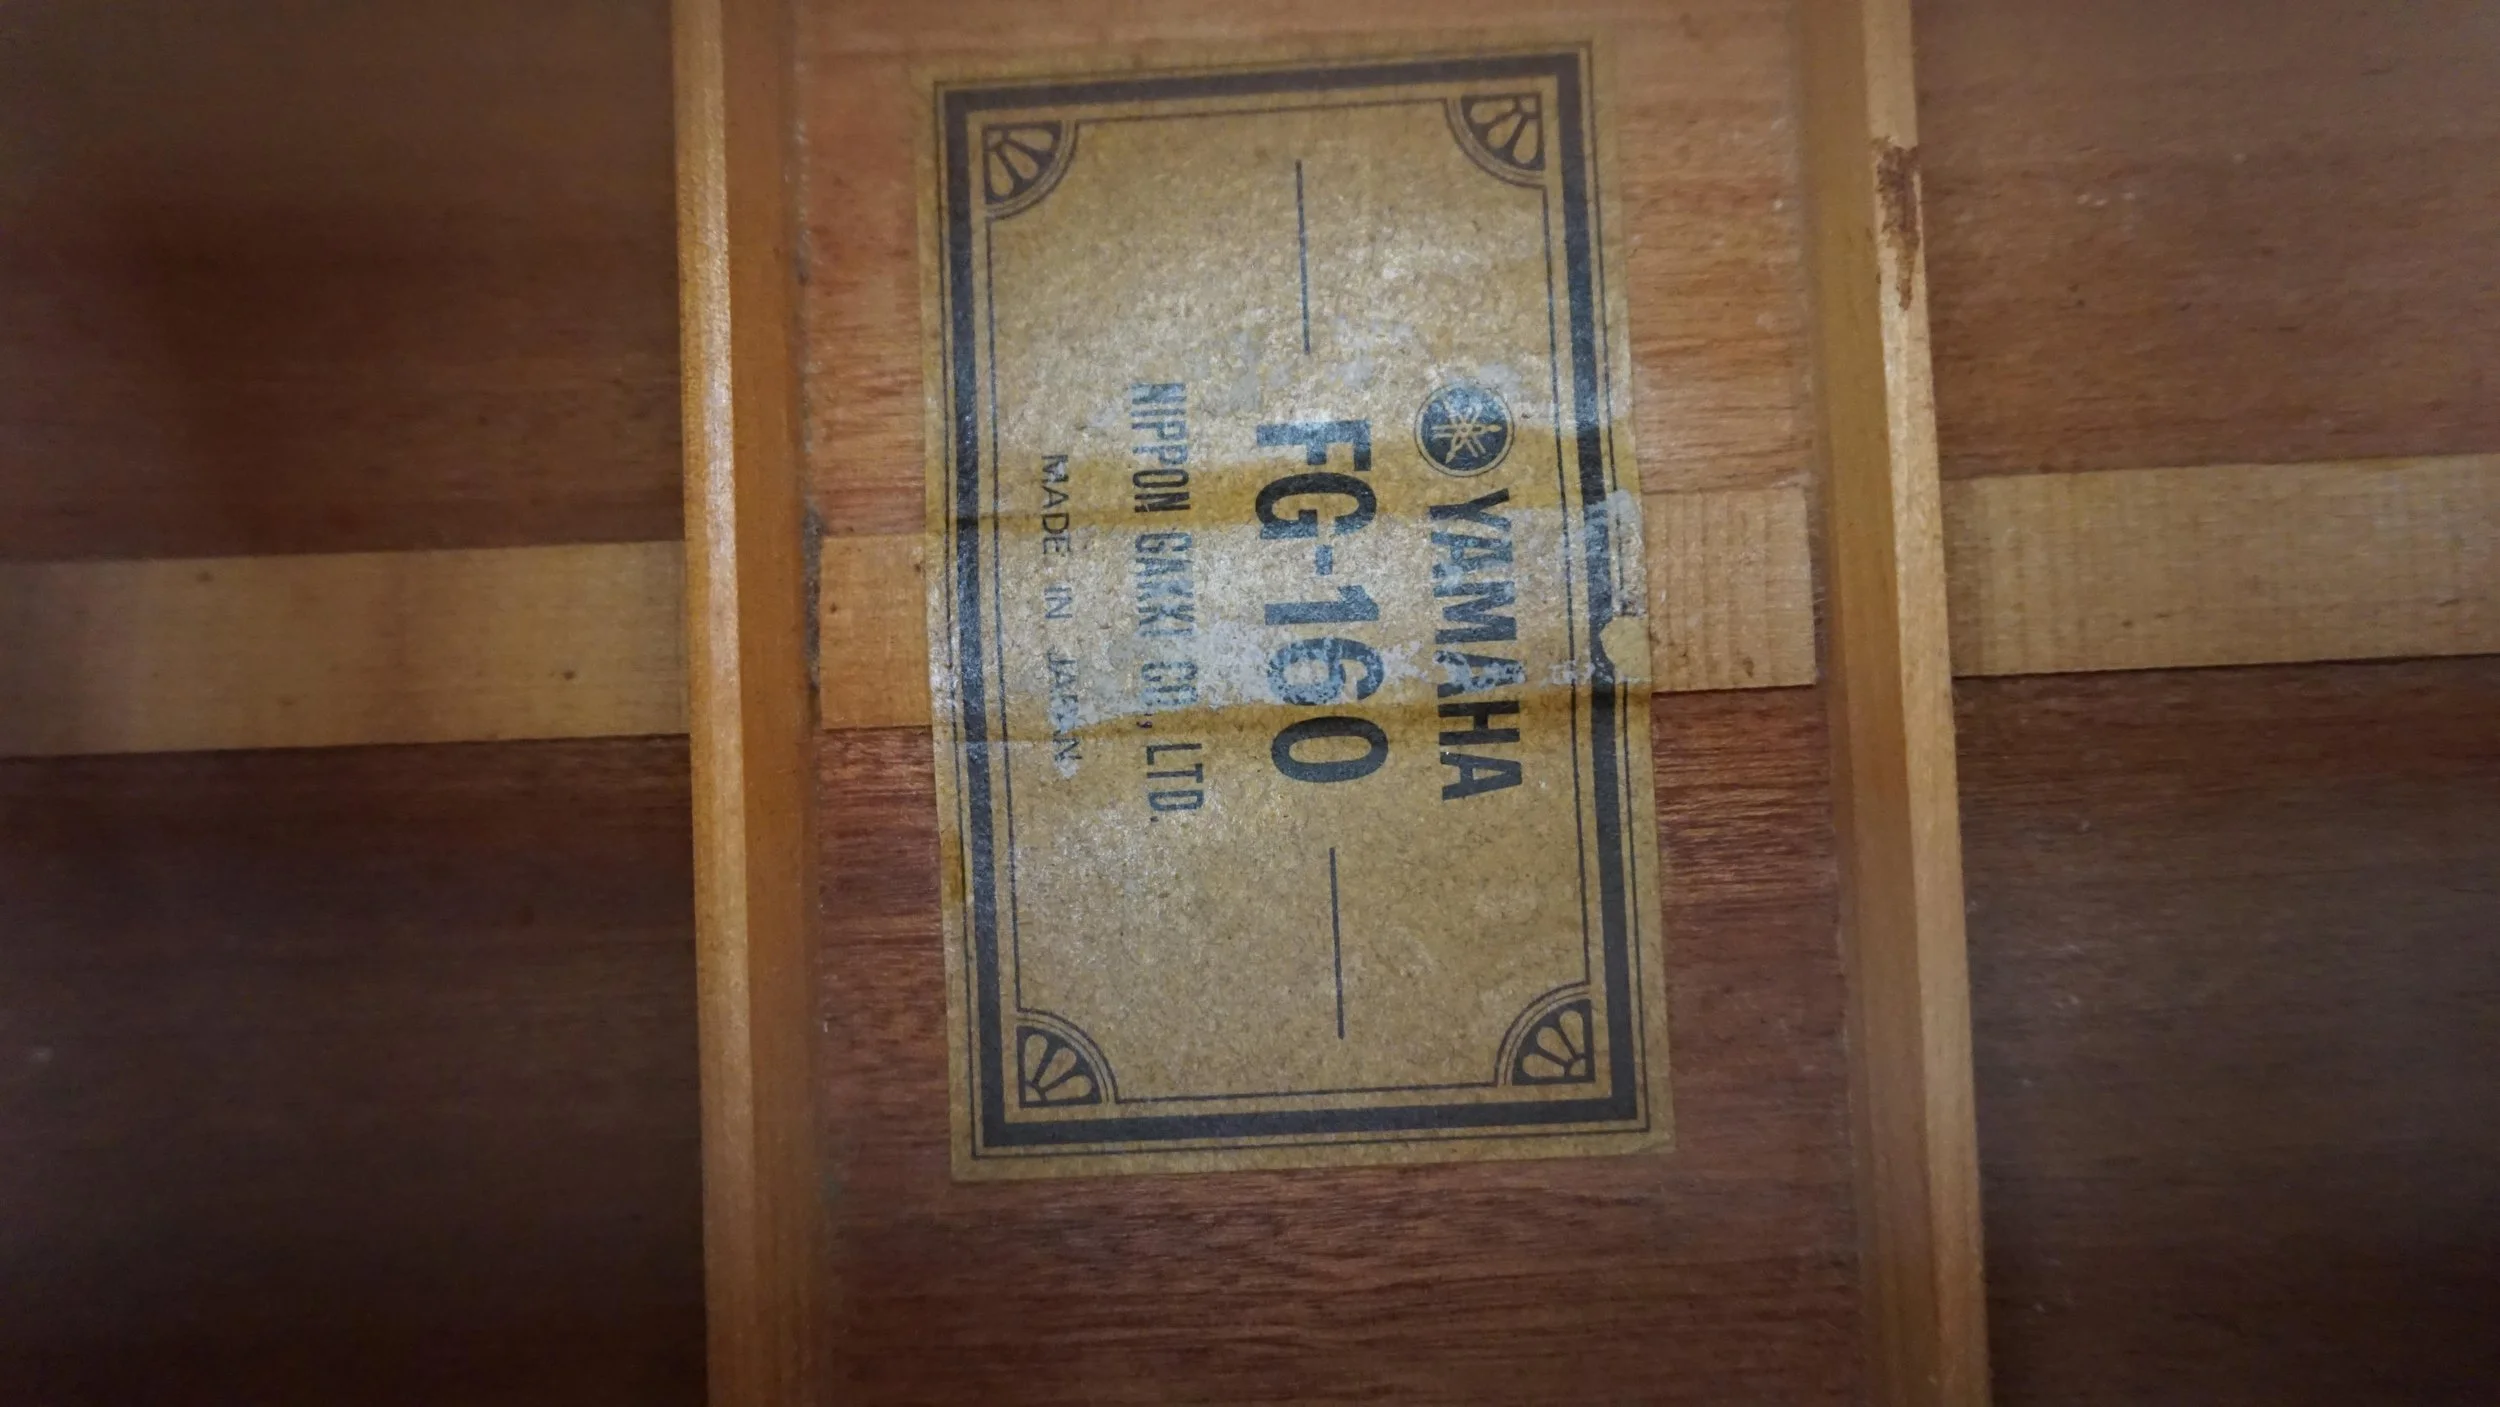 YAMAHA
FG-160
NIPPON GAKKI CO., LTD.
MADE IN JAPAN